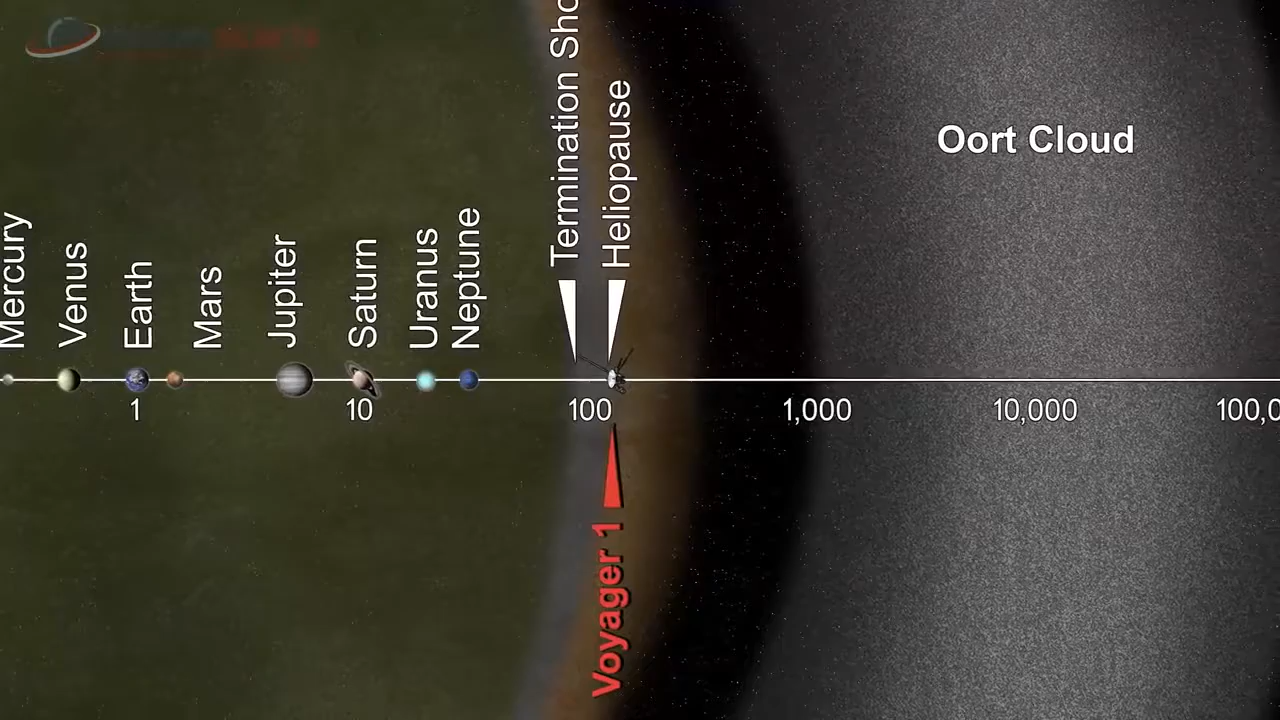 Mercury
Venus
Earth
Mars
Jupiter
Saturn
Uranus
Neptune
Termination Sho
Heliopause
Oort Cloud
1
10
100
1,000
10,000
100,0
Voyager 1